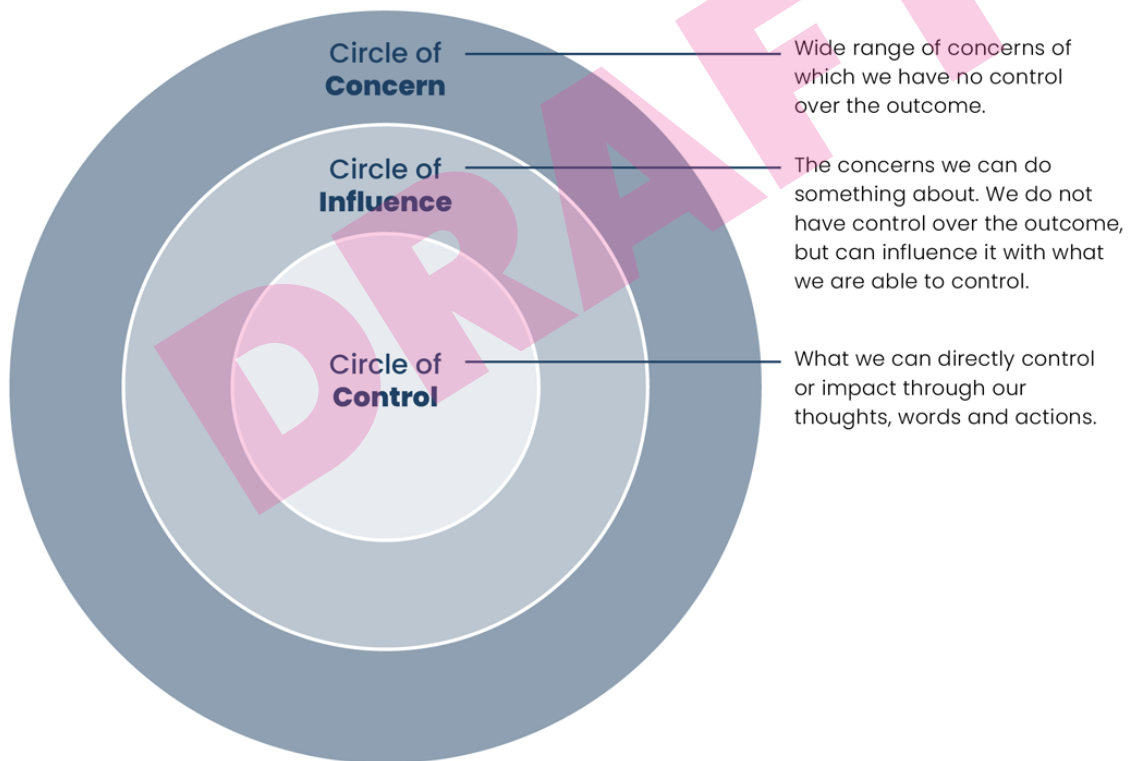 Circle of
Concern
Wide range of concerns of
which we have no control
over the outcome.
Circle of
Influence
The concerns we can do
something about. We do not
have control over the outcome,
but can influence it with what
we are able to control.
Circle of
Control
What we can directly control
or impact through our
thoughts, words and actions.
DRAFT